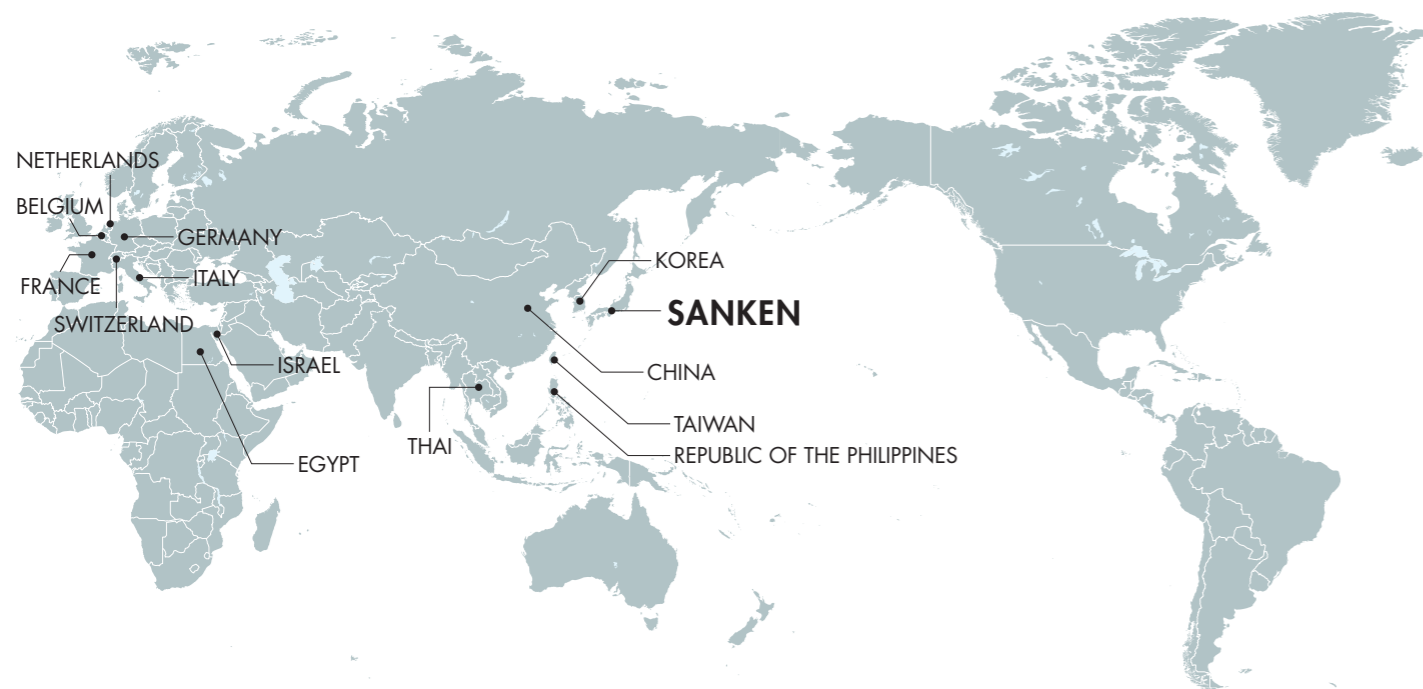 NETHERLANDS
BELGIUM
GERMANY
FRANCE
ITALY
SWITZERLAND
ISRAEL
EGYPT
KOREA
SANKEN
CHINA
TAIWAN
THAI
REPUBLIC OF THE PHILIPPINES